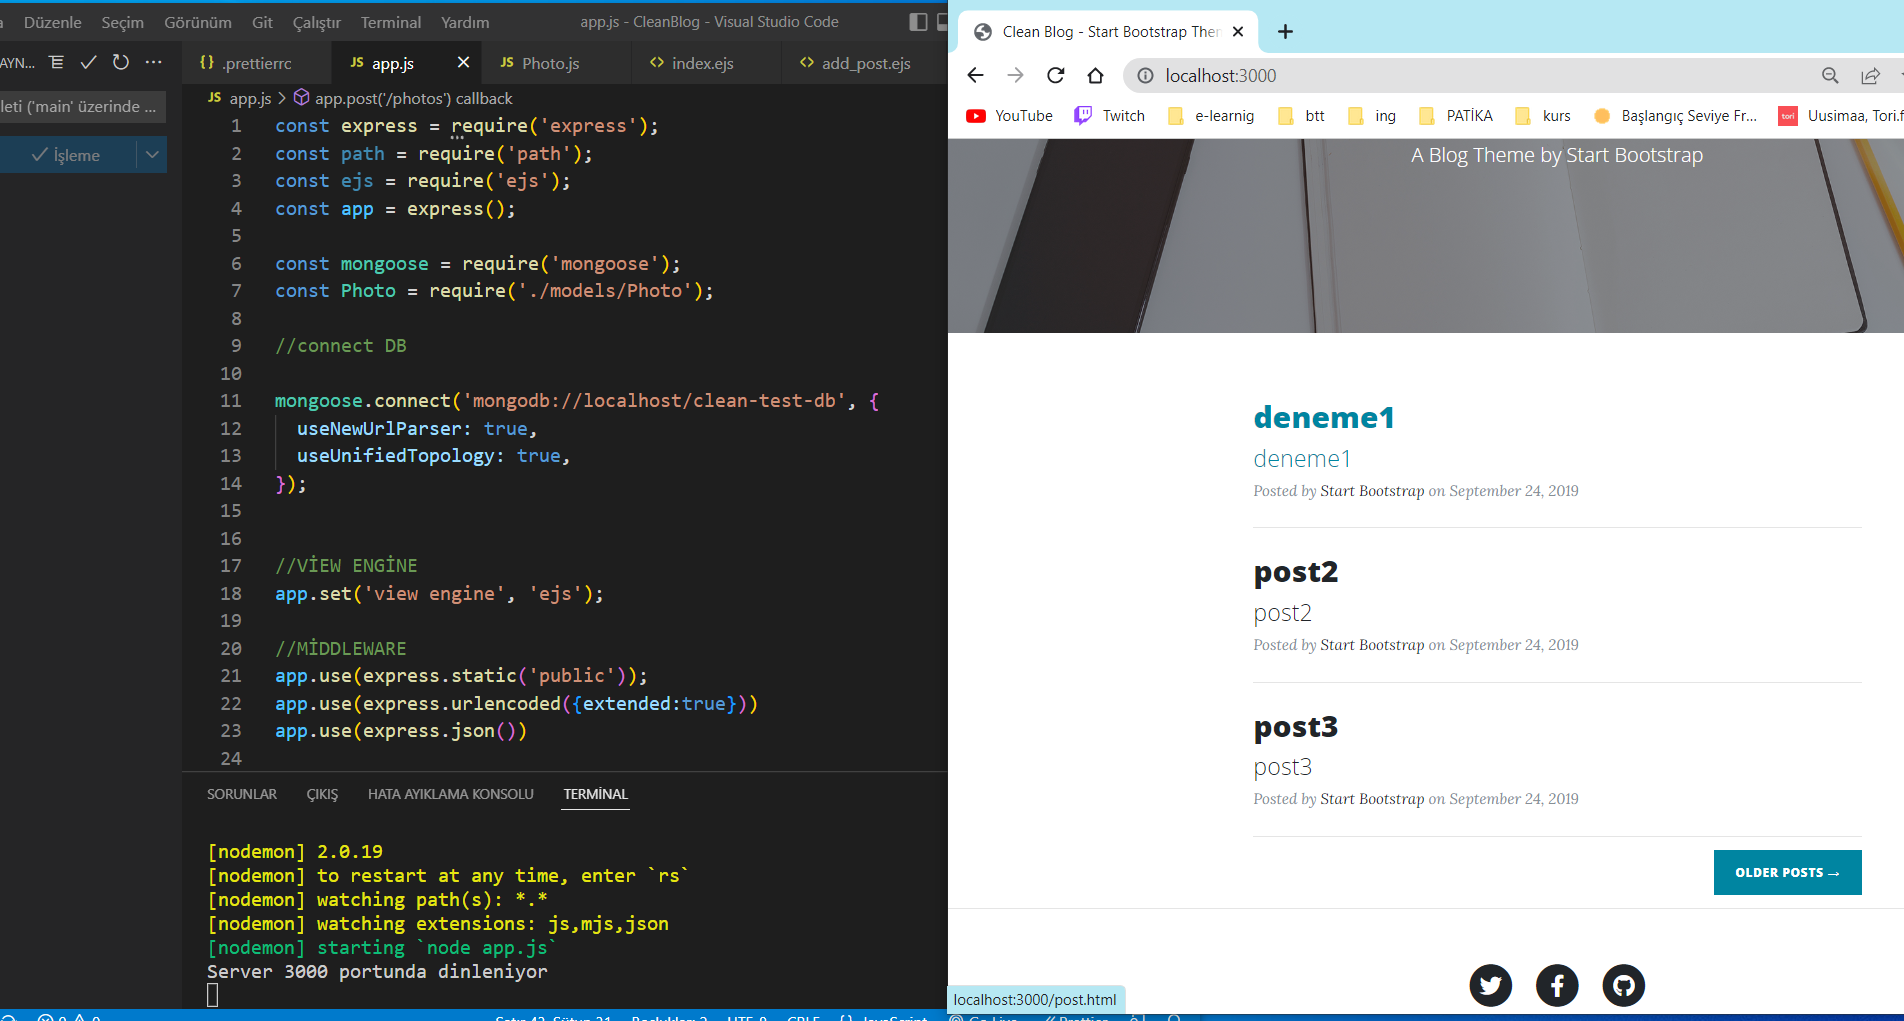 Düzenle Seçim Görünüm Git Çalıştır Terminal Yardım app.js - CleanBlog - Visual Studio Code
AYN...
leti ('main' üzerinde ...
İşleme
{} .prettierrc JS app.js JS Photo.js <> index.ejs <> add_post.ejs
JS app.js > app.post('/photos') callback
1 const express = require('express');
2 const path = require('path');
3 const ejs = require('ejs');
4 const app = express();
5
6 const mongoose = require('mongoose');
7 const Photo = require('./models/Photo');
8
9 //connect DB
10
11 mongoose.connect('mongodb://localhost/clean-test-db', {
12 useNewUrlParser: true,
13 useUnifiedTopology: true,
14 });
15
16
17 //VİEW ENGİNE
18 app.set('view engine', 'ejs');
19
20 //MİDDLEWARE
21 app.use(express.static('public'));
22 app.use(express.urlencoded({extended:true}))
23 app.use(express.json())
24
SORUNLAR ÇIKIŞ HATA AYIKLAMA KONSOLU TERMİNAL
[nodemon] 2.0.19
[nodemon] to restart at any time, enter `rs`
[nodemon] watching path(s): *.*
[nodemon] watching extensions: js,mjs,json
[nodemon] starting `node app.js`
Server 3000 portunda dinleniyor
Clean Blog - Start Bootstrap Ther
localhost:3000
YouTube Twitch e-learnig btt ing PATİKA kurs Başlangıç Seviye Fr... tori Uusimaa, Tori.f
A Blog Theme by Start Bootstrap
deneme1
deneme1
Posted by Start Bootstrap on September 24, 2019
post2
post2
Posted by Start Bootstrap on September 24, 2019
post3
post3
Posted by Start Bootstrap on September 24, 2019
OLDER POSTS →
localhost:3000/post.html